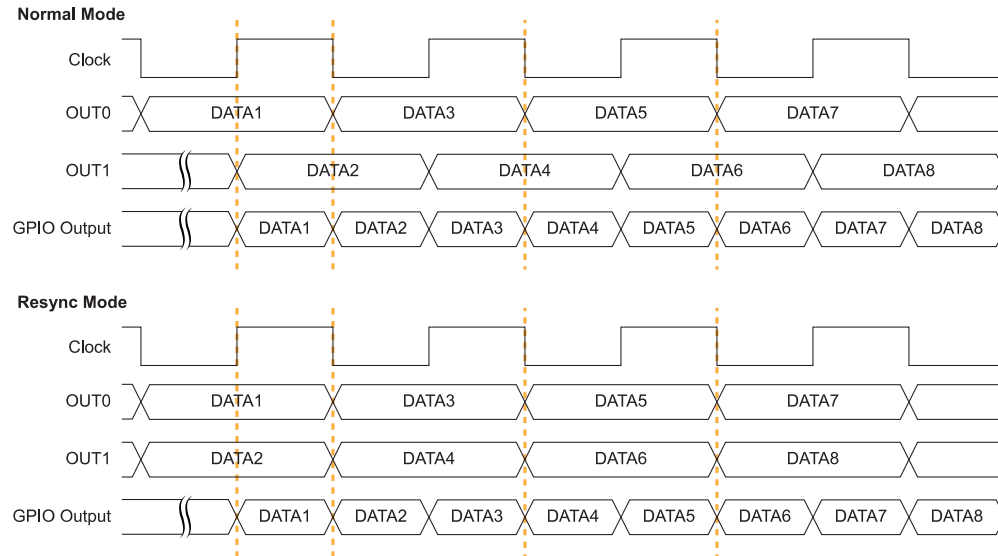 Normal Mode
Clock
OUT0 DATA1 DATA3 DATA5 DATA7
OUT1 DATA2 DATA4 DATA6 DATA8
GPIO Output DATA1 DATA2 DATA3 DATA4 DATA5 DATA6 DATA7 DATA8
Resync Mode
Clock
OUT0 DATA1 DATA3 DATA5 DATA7
OUT1 DATA2 DATA4 DATA6 DATA8
GPIO Output DATA1 DATA2 DATA3 DATA4 DATA5 DATA6 DATA7 DATA8